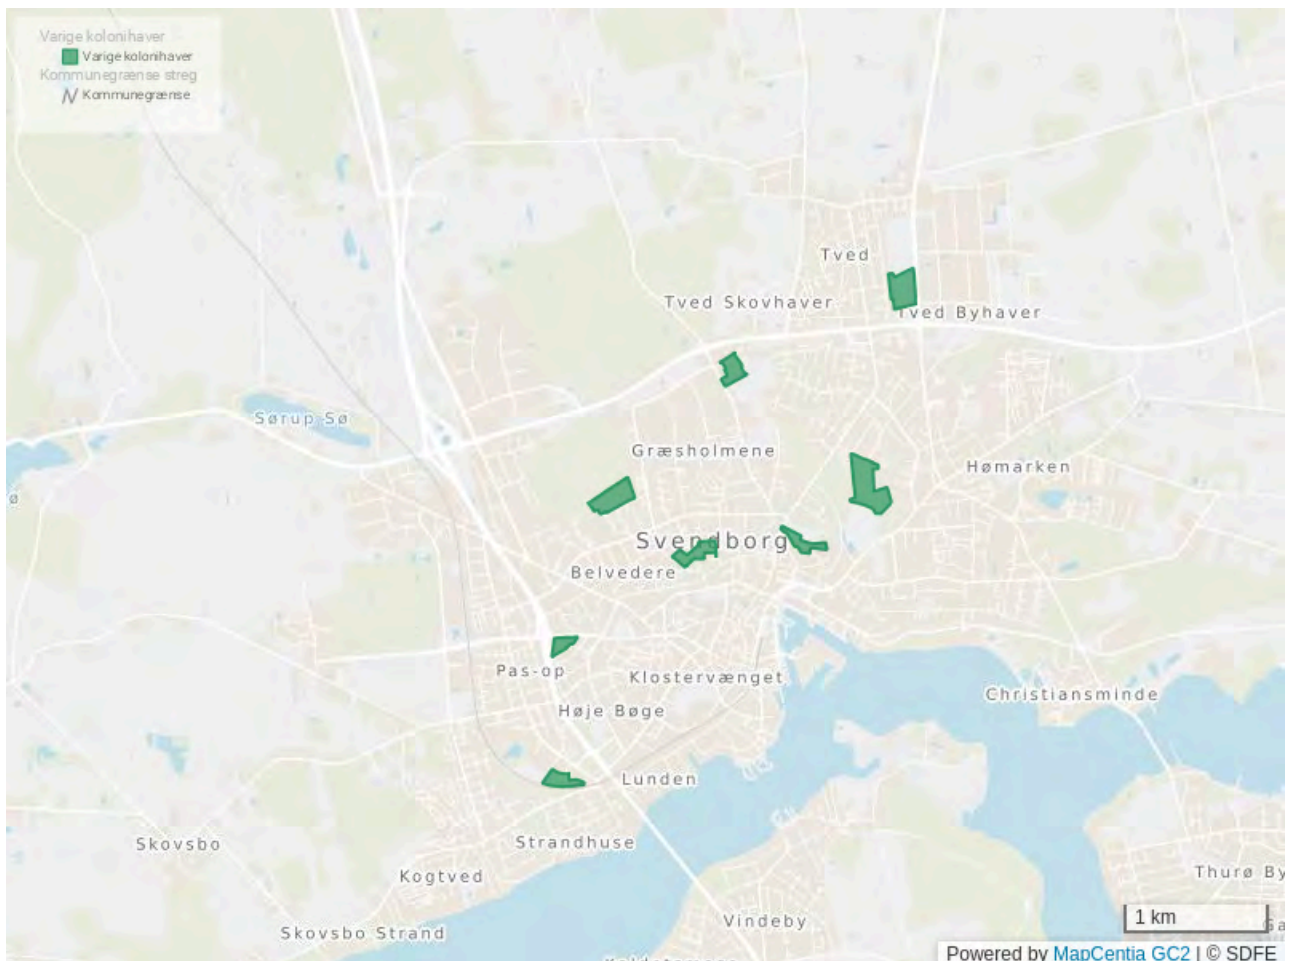 Varige kolonihaver
Varige kolonihaver
Kommunegrænse streg
Kommunegrænse
Tved
Tved Skovhaver
Tved Byhaver
Sørup Sø
Græsholmene
Hømarken
ø
Svendborg
Belvedere
Pas-op
Klostervænget
Christiansminde
Høje Bøge
Lunden
Skovsbo
Strandhuse
Kogtved
Thurø By
Vindeby
1 km
Skovsbo Strand
Powered by MapCentia GC2 | © SDFE